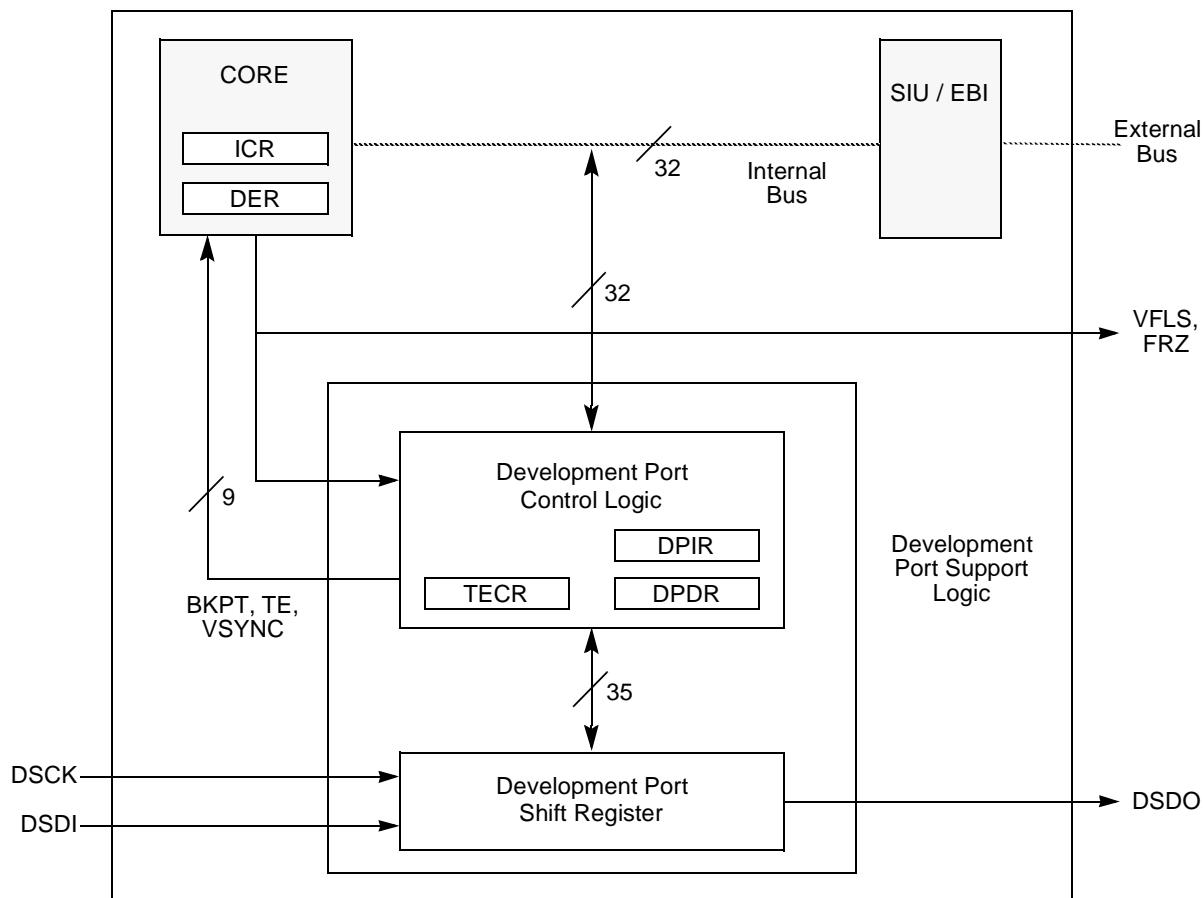 CORE
ICR
DER
SIU / EBI
External
Bus
32
Internal
Bus
32
VFLS,
FRZ
9
Development Port
Control Logic
DPIR
TECR
DPDR
Development
Port Support
Logic
BKPT, TE,
VSYNC
35
DSCK
DSDI
Development Port
Shift Register
DSDO